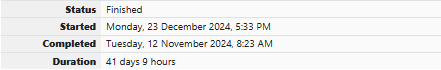 Status Finished
Started Monday, 23 December 2024, 5:33 PM
Completed Tuesday, 12 November 2024, 8:23 AM
Duration 41 days 9 hours